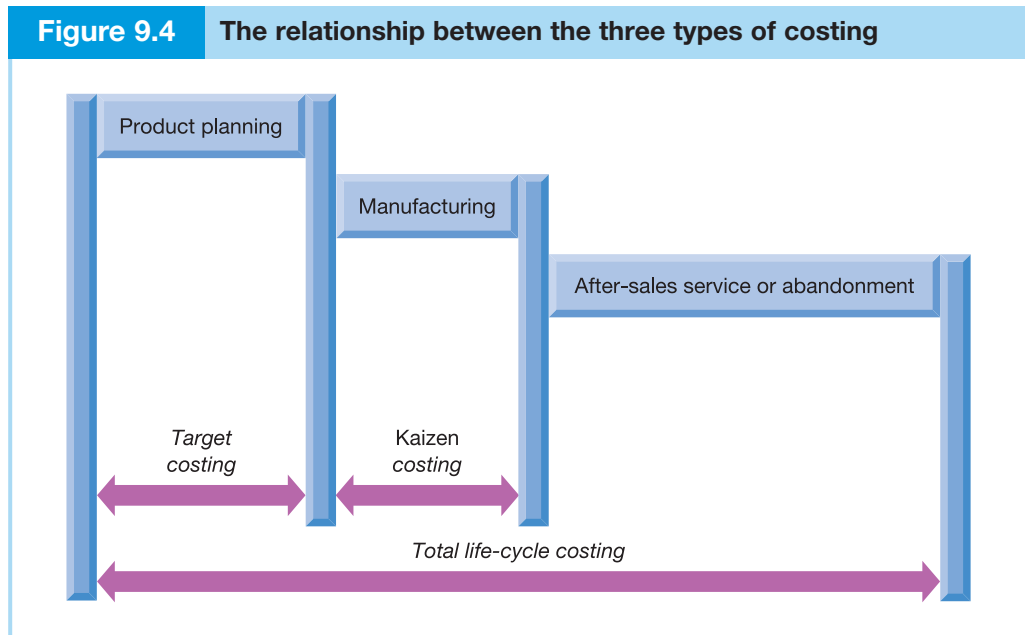 Figure 9.4
The relationship between the three types of costing
Product planning
Manufacturing
After-sales service or abandonment
Target
costing
Kaizen
costing
Total life-cycle costing